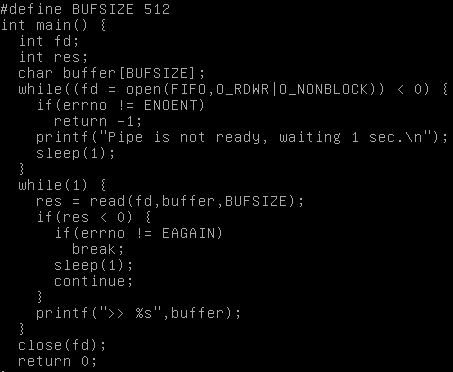 #define BUFSIZE 512
int main() {
  int fd;
  int res;
  char buffer[BUFSIZE];
  while((fd = open(FIFO,O_RDWR|O_NONBLOCK)) < 0) {
    if(errno != ENOENT)
      return -1;
    printf("Pipe is not ready, waiting 1 sec.\n");
    sleep(1);
  }
  while(1) {
    res = read(fd,buffer,BUFSIZE);
    if(res < 0) {
      if(errno != EAGAIN)
        break;
      sleep(1);
      continue;
    }
    printf(">> %s",buffer);
  }
  close(fd);
  return 0;